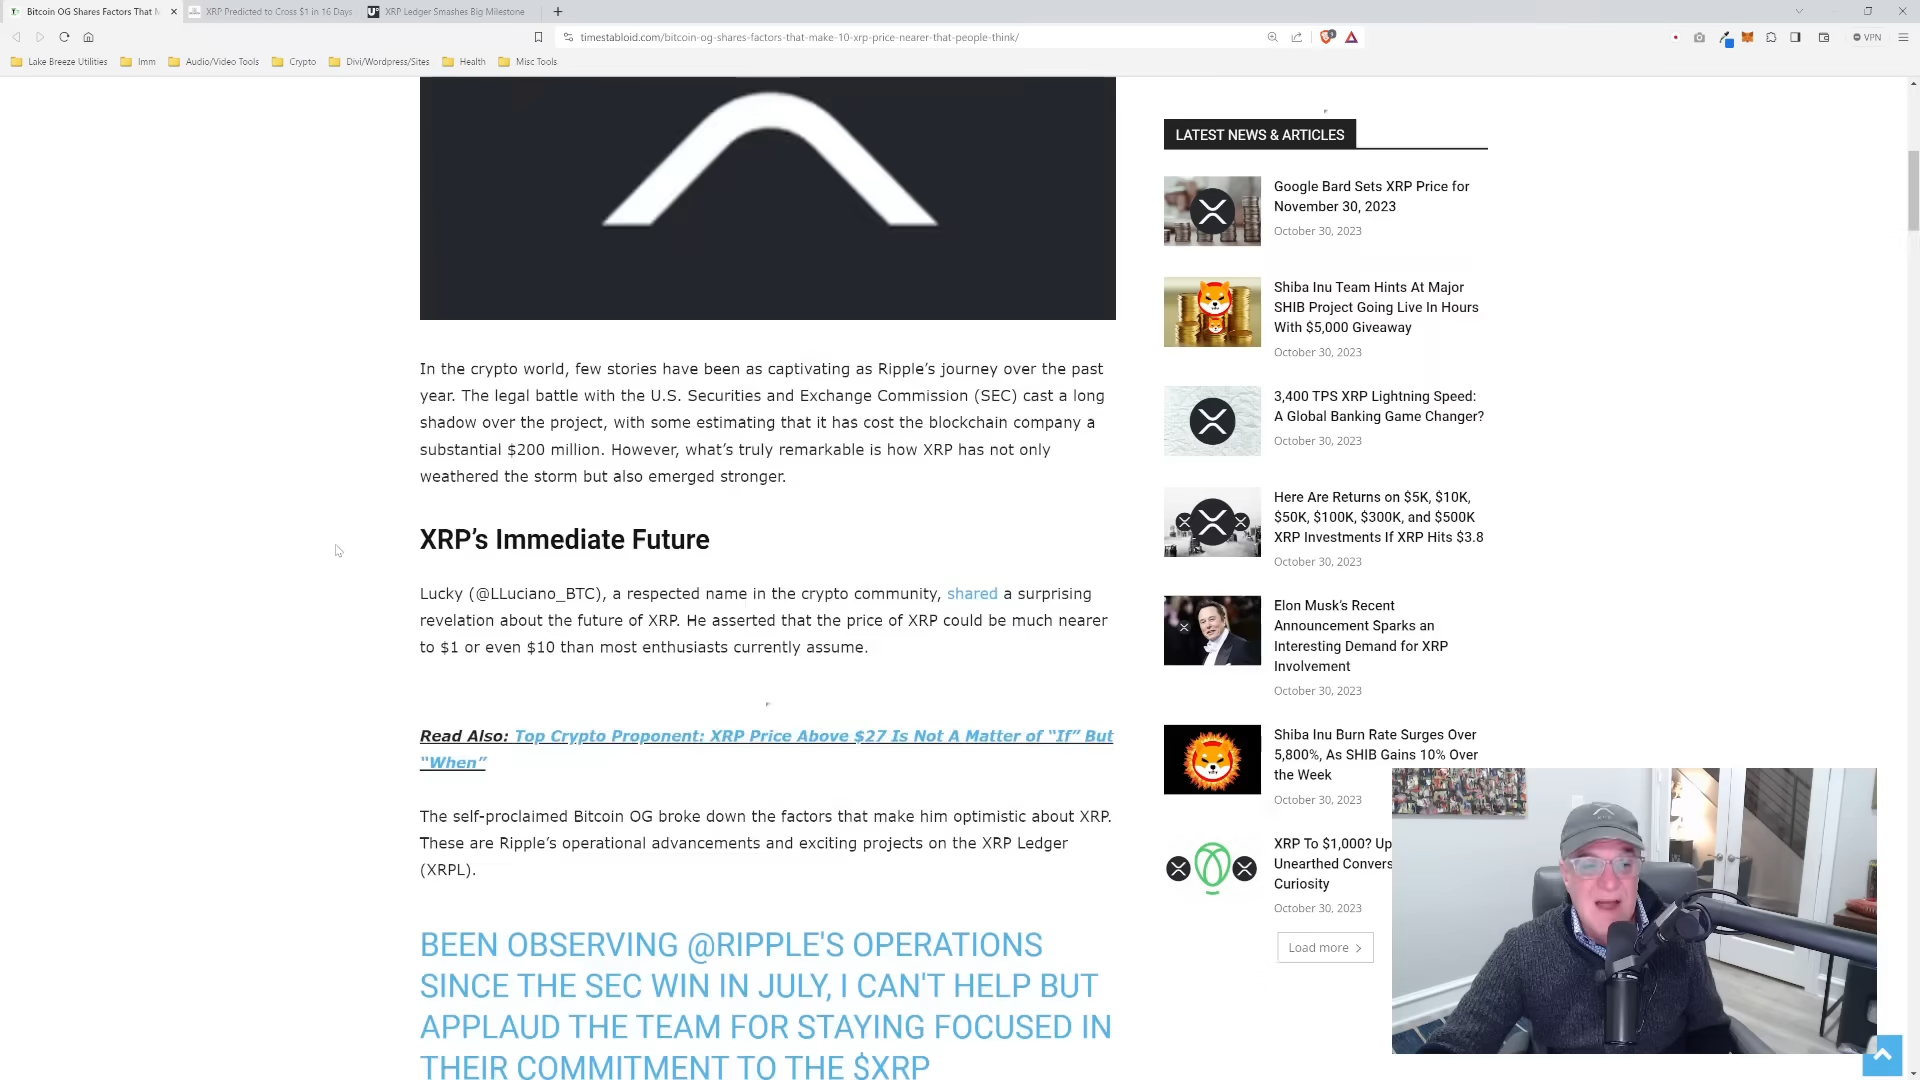 Bitcoin OG Shares Factors That M
XRP Predicted to Cross $1 in 16 Days
XRP Ledger Smashes Big Milestone
timestabloid.com/bitcoin-og-shares-factors-that-make-10-xrp-price-nearer-that-people-think/
VPN
Lake Breeze Utilities
Imm
Audio/Video Tools
Crypto
Divi/Wordpress/Sites
Health
Misc Tools
In the crypto world, few stories have been as captivating as Ripple's journey over the past
year. The legal battle with the U.S. Securities and Exchange Commission (SEC) cast a long
shadow over the project, with some estimating that it has cost the blockchain company a
substantial $200 million. However, what's truly remarkable is how XRP has not only
weathered the storm but also emerged stronger.
XRP's Immediate Future
Lucky (@LLuciano_BTC), a respected name in the crypto community, shared a surprising
revelation about the future of XRP. He asserted that the price of XRP could be much nearer
to $1 or even $10 than most enthusiasts currently assume.
Read Also: Top Crypto Proponent: XRP Price Above $27 Is Not A Matter of “If” But
“When”
The self-proclaimed Bitcoin OG broke down the factors that make him optimistic about XRP.
These are Ripple's operational advancements and exciting projects on the XRP Ledger
(XRPL).
BEEN OBSERVING @RIPPLE'S OPERATIONS
SINCE THE SEC WIN IN JULY, I CAN'T HELP BUT
APPLAUD THE TEAM FOR STAYING FOCUSED IN
THEIR COMMITMENT TO THE $XRP
LATEST NEWS & ARTICLES
Google Bard Sets XRP Price for
November 30, 2023
October 30, 2023
Shiba Inu Team Hints At Major
SHIB Project Going Live In Hours
With $5,000 Giveaway
October 30, 2023
3,400 TPS XRP Lightning Speed:
A Global Banking Game Changer?
October 30, 2023
Here Are Returns on $5K, $10K,
$50K, $100K, $300K, and $500K
XRP Investments If XRP Hits $3.8
October 30, 2023
Elon Musk's Recent
Announcement Sparks an
Interesting Demand for XRP
Involvement
October 30, 2023
Shiba Inu Burn Rate Surges Over
5,800%, As SHIB Gains 10% Over
the Week
October 30, 2023
XRP To $1,000? Up
Unearthed Convers
Curiosity
October 30, 2023
Load more